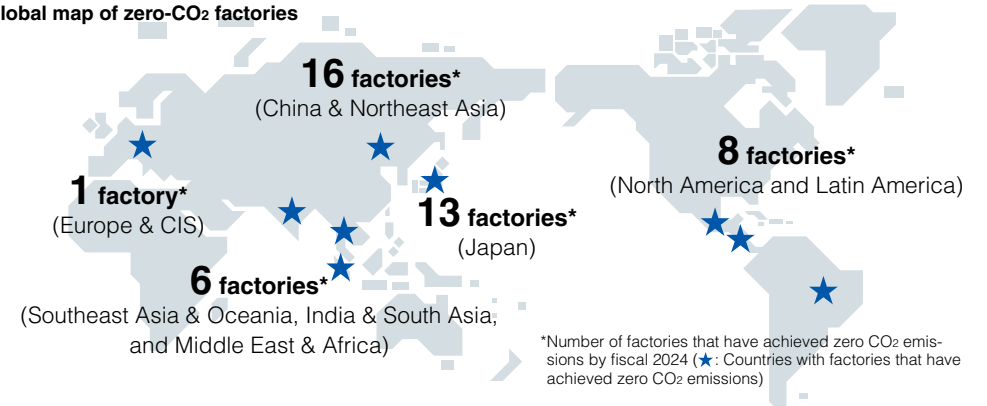 lobal map of zero-CO2 factories
16 factories*
(China & Northeast Asia)
8 factories*
(North America and Latin America)
1 factory*
(Europe & CIS)
13 factories*
(Japan)
6 factories*
(Southeast Asia & Oceania, India & South Asia,
and Middle East & Africa)
*Number of factories that have achieved zero CO2 emis-
sions by fiscal 2024 (★: Countries with factories that have
achieved zero CO2 emissions)